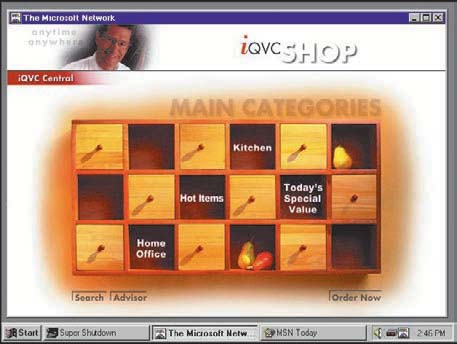 The Microsoft Network
anytime
anywhere
iQVC SHOP
iQVC Central
MAIN CATEGORIES
Kitchen
Hot Items
Today's
Special
Value
Home
Office
Search Advisor
Order Now
Start Super Shutdown The Microsoft Netw... MSN Today 2:46 PM